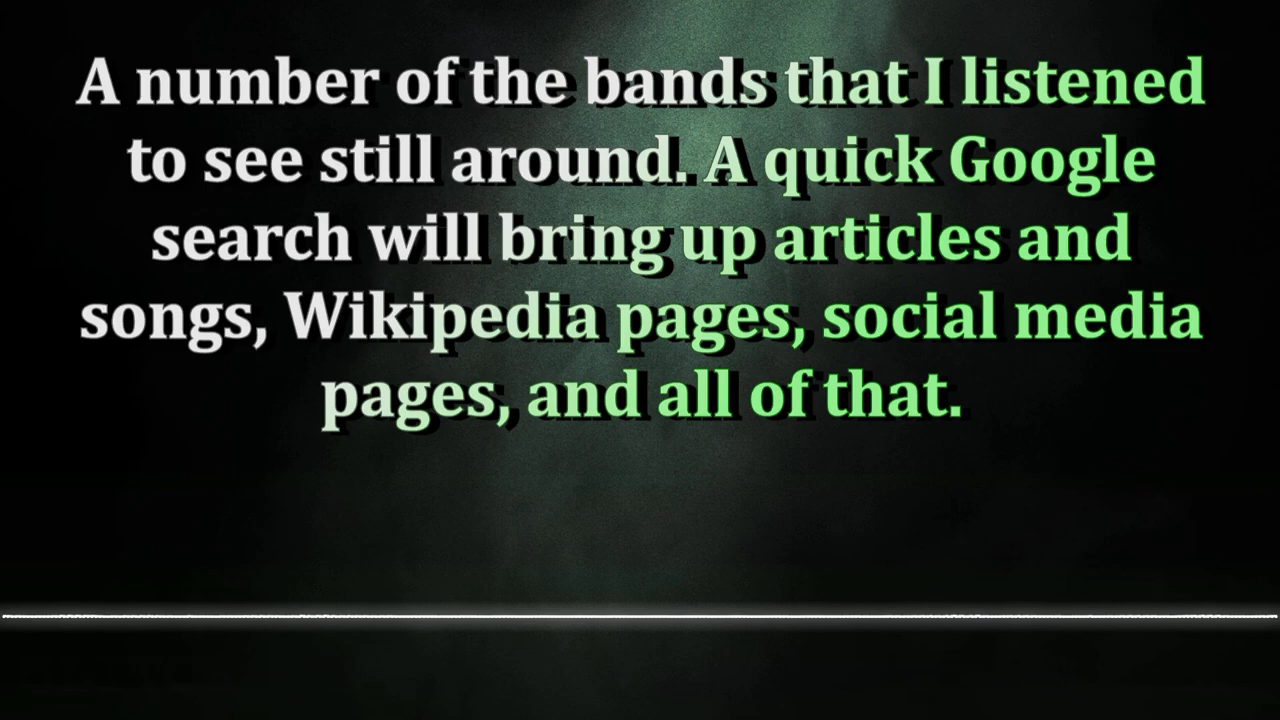 A number of the bands that I listened
to see still around. A quick Google
search will bring up articles and
songs, Wikipedia pages, social media
pages, and all of that.